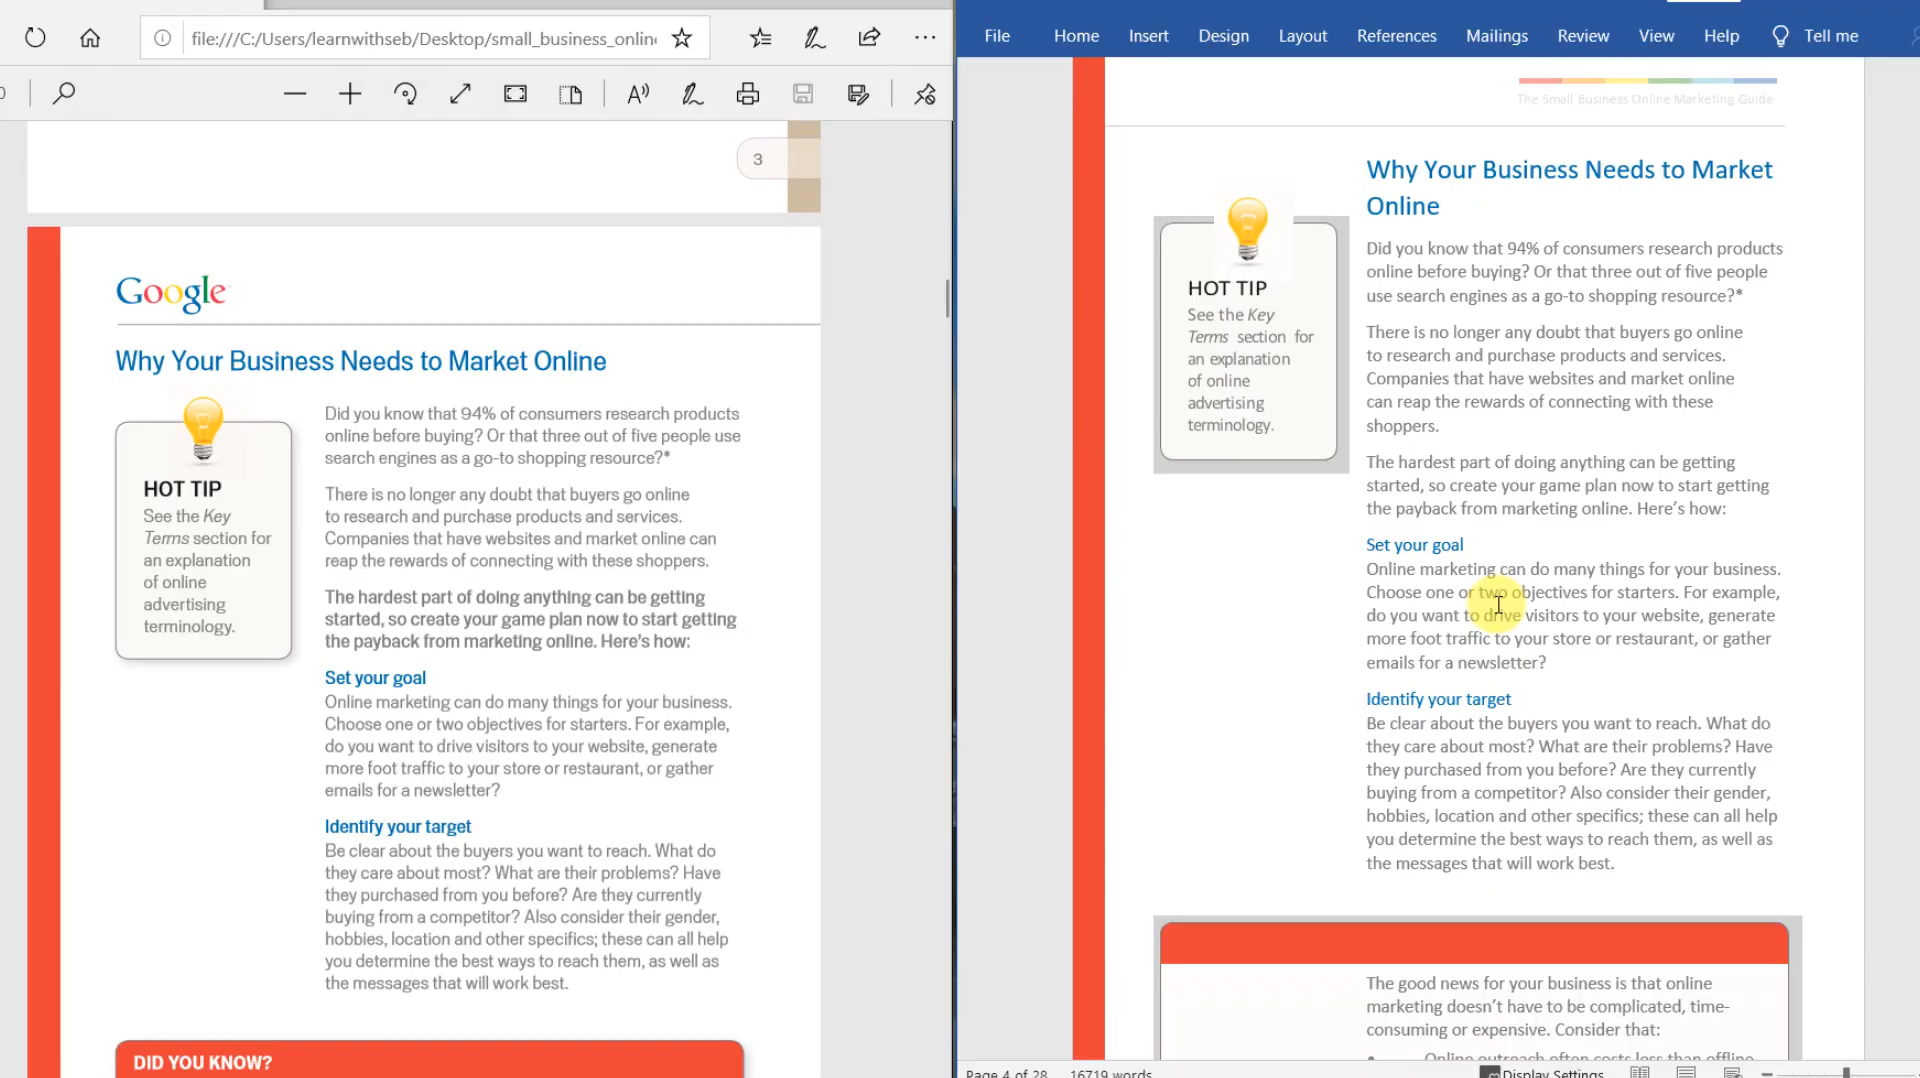 file:///C:/Users/learnwithseb/Desktop/small_business_onlin
3
Google
Why Your Business Needs to Market Online
HOT TIP
See the Key
Terms section for
an explanation
of online
advertising
terminology.
Did you know that 94% of consumers research products
online before buying? Or that three out of five people use
search engines as a go-to shopping resource?*
There is no longer any doubt that buyers go online
to research and purchase products and services.
Companies that have websites and market online can
reap the rewards of connecting with these shoppers.
The hardest part of doing anything can be getting
started, so create your game plan now to start getting
the payback from marketing online. Here's how:
Set your goal
Online marketing can do many things for your business.
Choose one or two objectives for starters. For example,
do you want to drive visitors to your website, generate
more foot traffic to your store or restaurant, or gather
emails for a newsletter?
Identify your target
Be clear about the buyers you want to reach. What do
they care about most? What are their problems? Have
they purchased from you before? Are they currently
buying from a competitor? Also consider their gender,
hobbies, location and other specifics; these can all help
you determine the best ways to reach them, as well as
the messages that will work best.
DID YOU KNOW?
File Home Insert Design Layout References Mailings Review View Help Tell me
The Small Business Online Marketing Guide
Why Your Business Needs to Market
Online
HOT TIP
See the Key
Terms section for
an explanation
of online
advertising
terminology.
Did you know that 94% of consumers research products
online before buying? Or that three out of five people
use search engines as a go-to shopping resource?*
There is no longer any doubt that buyers go online
to research and purchase products and services.
Companies that have websites and market online
can reap the rewards of connecting with these
shoppers.
The hardest part of doing anything can be getting
started, so create your game plan now to start getting
the payback from marketing online. Here's how:
Set your goal
Online marketing can do many things for your business.
Choose one or two objectives for starters. For example,
do you want to drive visitors to your website, generate
more foot traffic to your store or restaurant, or gather
emails for a newsletter?
Identify your target
Be clear about the buyers you want to reach. What do
they care about most? What are their problems? Have
they purchased from you before? Are they currently
buying from a competitor? Also consider their gender,
hobbies, location and other specifics; these can all help
you determine the best ways to reach them, as well as
the messages that will work best.
The good news for your business is that online
marketing doesn't have to be complicated, time-
consuming or expensive. Consider that:
• Online outreach often costs less than offline
Page 4 of 28 16719 words Display Settings